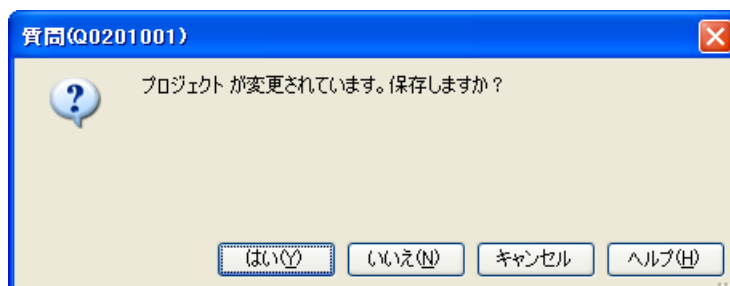 質問(Q0201001)
プロジェクト が変更されています。保存しますか？
はい(Y) いいえ(N) キャンセル ヘルプ(H)